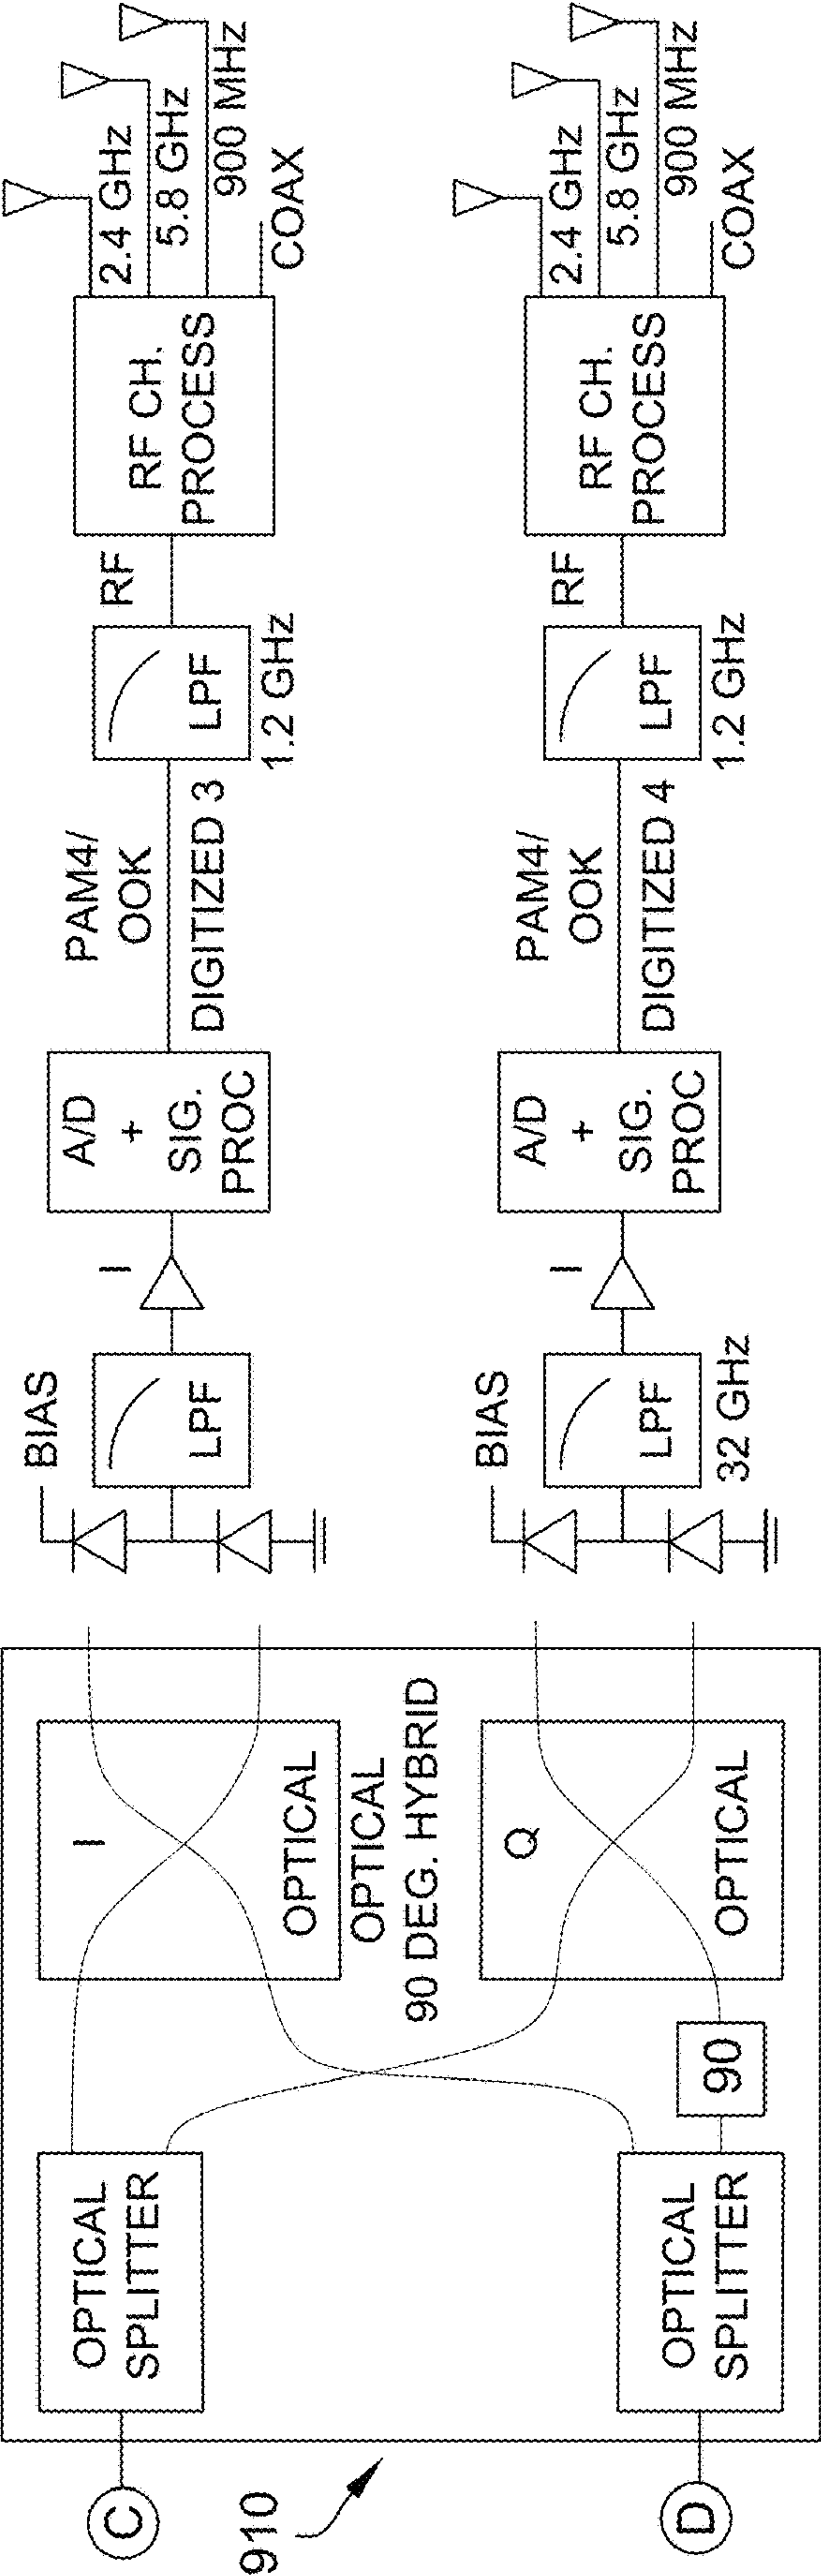 C
OPTICAL
SPLITTER
I
OPTICAL
OPTICAL
90 DEG. HYBRID
BIAS
LPF
I
A/D
+
SIG.
PROC
PAM4/
OOK
DIGITIZED 3
LPF
1.2 GHz
RF
RF CH.
PROCESS
2.4 GHz
5.8 GHz
900 MHz
COAX
910
D
OPTICAL
SPLITTER
90
Q
OPTICAL
BIAS
LPF
32 GHz
I
A/D
+
SIG.
PROC
PAM4/
OOK
DIGITIZED 4
LPF
1.2 GHz
RF
RF CH.
PROCESS
2.4 GHz
5.8 GHz
900 MHz
COAX